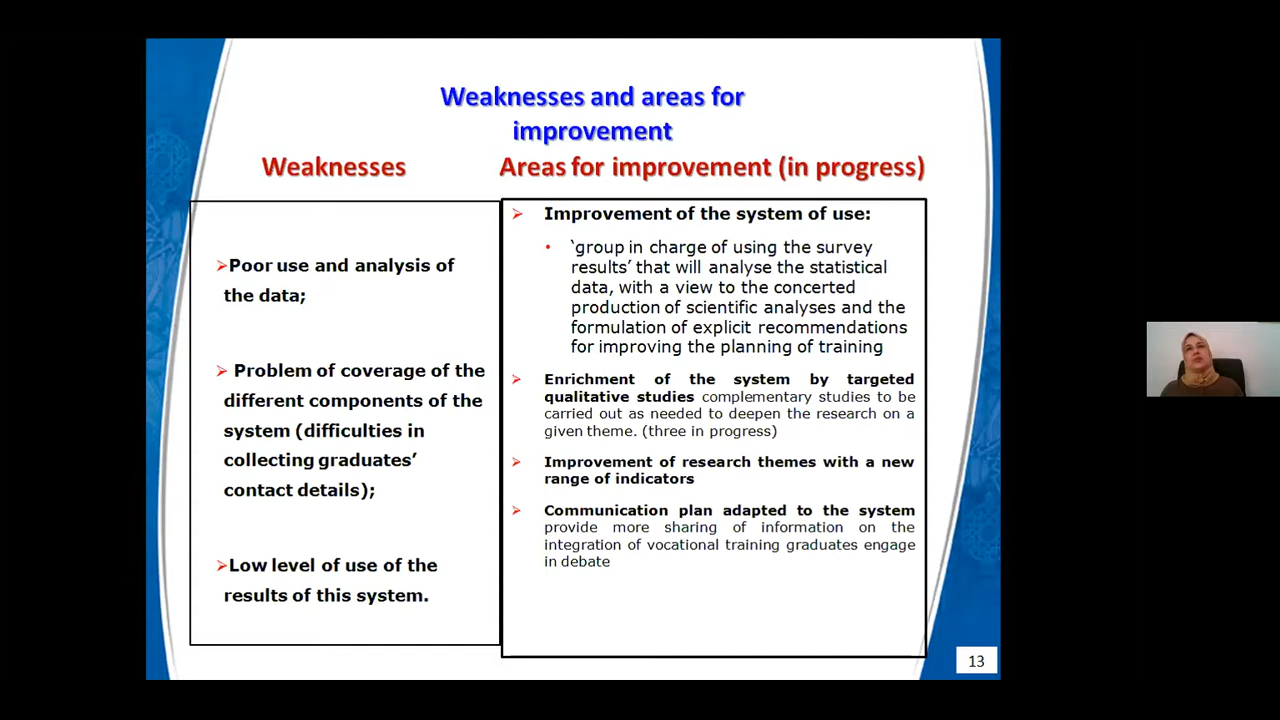 Weaknesses and areas for
improvement
Weaknesses
Areas for improvement (in progress)
➢Poor use and analysis of
the data;
➢ Problem of coverage of the
different components of the
system (difficulties in
collecting graduates’
contact details);
➢Low level of use of the
results of this system.
➢ Improvement of the system of use:
• ‘group in charge of using the survey
results’ that will analyse the statistical
data, with a view to the concerted
production of scientific analyses and the
formulation of explicit recommendations
for improving the planning of training
➢ Enrichment of the system by targeted
qualitative studies complementary studies to be
carried out as needed to deepen the research on a
given theme. (three in progress)
➢ Improvement of research themes with a new
range of indicators
➢ Communication plan adapted to the system
provide more sharing of information on the
integration of vocational training graduates engage
in debate
13